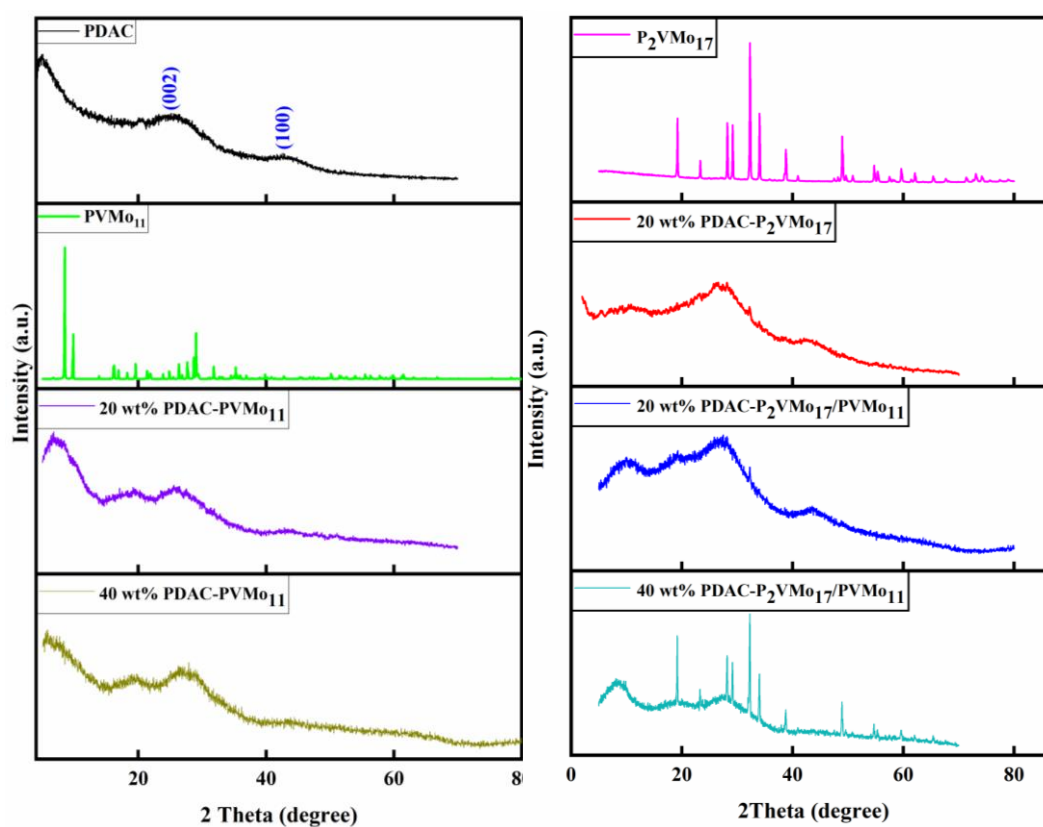 PDAC
(002)
(100)
PVMo11
20 wt% PDAC-PVMo11
40 wt% PDAC-PVMo11
Intensity (a.u.)
20
40
60
80
2 Theta (degree)
P2VMo17
20 wt% PDAC-P2VMo17
20 wt% PDAC-P2VMo17/PVMo11
40 wt% PDAC-P2VMo17/PVMo11
Intensity (a.u.)
0
20
40
60
80
2Theta (degree)